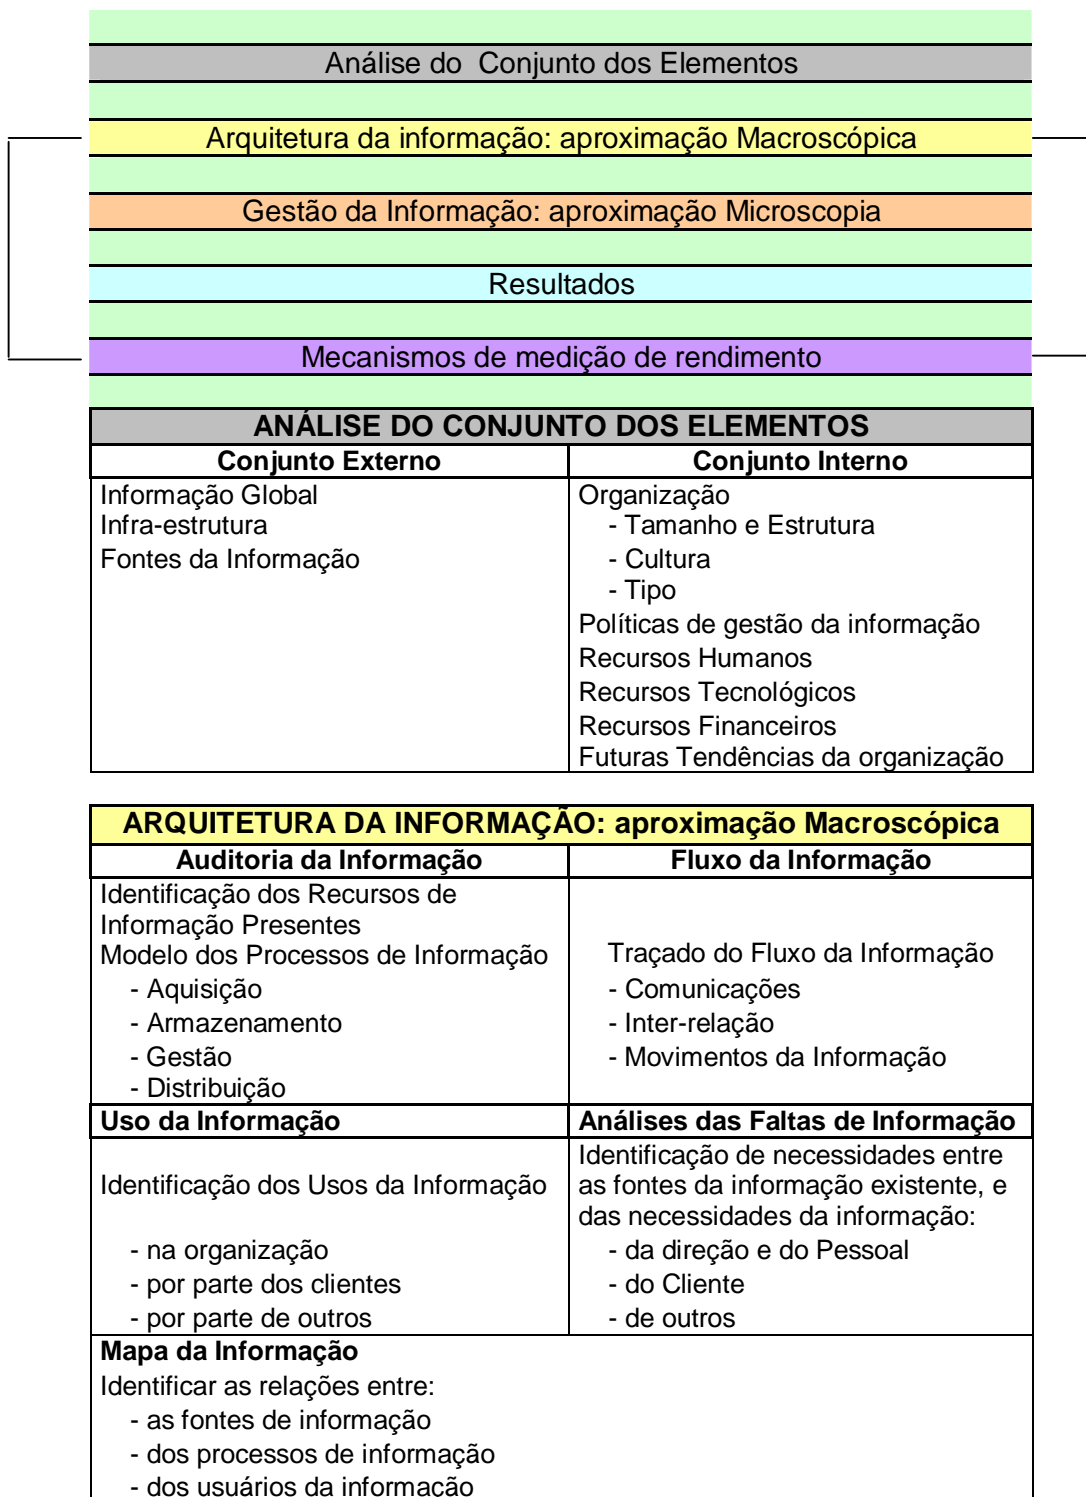 Análise do  Conjunto dos Elementos
Arquitetura da informação: aproximação Macroscópica
Gestão da Informação: aproximação Microscopia
Resultados
Mecanismos de medição de rendimento
ANÁLISE DO CONJUNTO DOS ELEMENTOS
Conjunto Externo
Informação Global
Infra-estrutura
Fontes da Informação
Conjunto Interno
Organização
- Tamanho e Estrutura
- Cultura
- Tipo
Políticas de gestão da informação
Recursos Humanos
Recursos Tecnológicos
Recursos Financeiros
Futuras Tendências da organização
ARQUITETURA DA INFORMAÇÃO: aproximação Macroscópica
Auditoria da Informação
Identificação dos Recursos de
Informação Presentes
Modelo dos Processos de Informação
- Aquisição
- Armazenamento
- Gestão
- Distribuição
Fluxo da Informação
Traçado do Fluxo da Informação
- Comunicações
- Inter-relação
- Movimentos da Informação
Uso da Informação
Identificação dos Usos da Informação
- na organização
- por parte dos clientes
- por parte de outros
Análises das Faltas de Informação
Identificação de necessidades entre
as fontes da informação existente, e
das necessidades da informação:
- da direção e do Pessoal
- do Cliente
- de outros
Mapa da Informação
Identificar as relações entre:
- as fontes de informação
- dos processos de informação
- dos usuários da informação